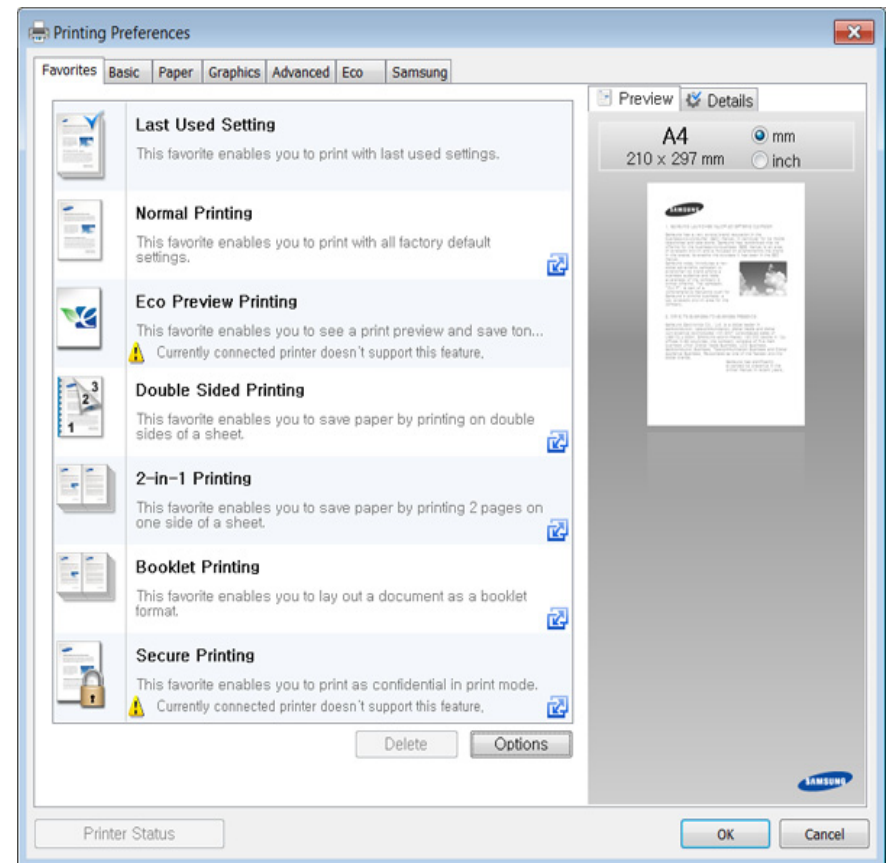 Printing Preferences
Favorites Basic Paper Graphics Advanced Eco Samsung
Last Used Setting
This favorite enables you to print with last used settings.
Normal Printing
This favorite enables you to print with all factory default
settings.
Eco Preview Printing
This favorite enables you to see a print preview and save ton...
Currently connected printer doesn't support this feature,
Double Sided Printing
This favorite enables you to save paper by printing on double
sides of a sheet.
2-in-1 Printing
This favorite enables you to save paper by printing 2 pages on
one side of a sheet.
Booklet Printing
This favorite enables you to lay out a document as a booklet
format.
Secure Printing
This favorite enables you to print as confidential in print mode.
Currently connected printer doesn't support this feature,
Delete Options
Preview Details
A4 mm
210 x 297 mm inch
SAMSUNG
SAMSUNG
Printer Status OK Cancel
1 2 3